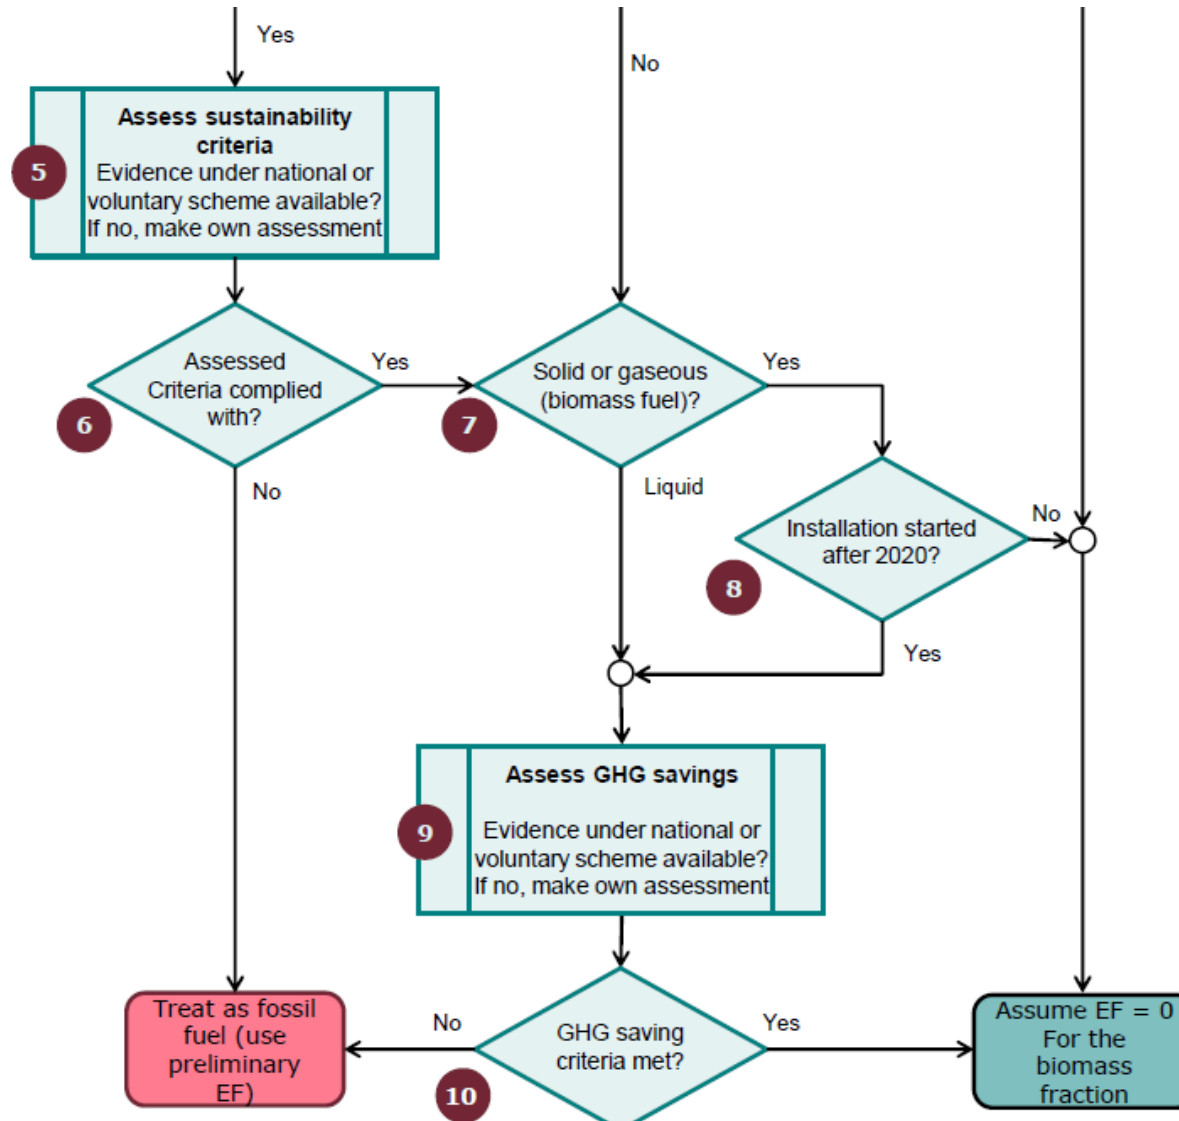 Yes
No
Assess sustainability
criteria
Evidence under national or
voluntary scheme available?
If no, make own assessment
5
Assessed
Criteria complied
with?
6
Yes
Solid or gaseous
(biomass fuel)?
7
Yes
No
Liquid
Installation started
after 2020?
8
No
Yes
Assess GHG savings
Evidence under national or
voluntary scheme available?
If no, make own assessment
9
Treat as fossil
fuel (use
preliminary
EF)
No
GHG saving
criteria met?
10
Yes
Assume EF = 0
For the
biomass
fraction